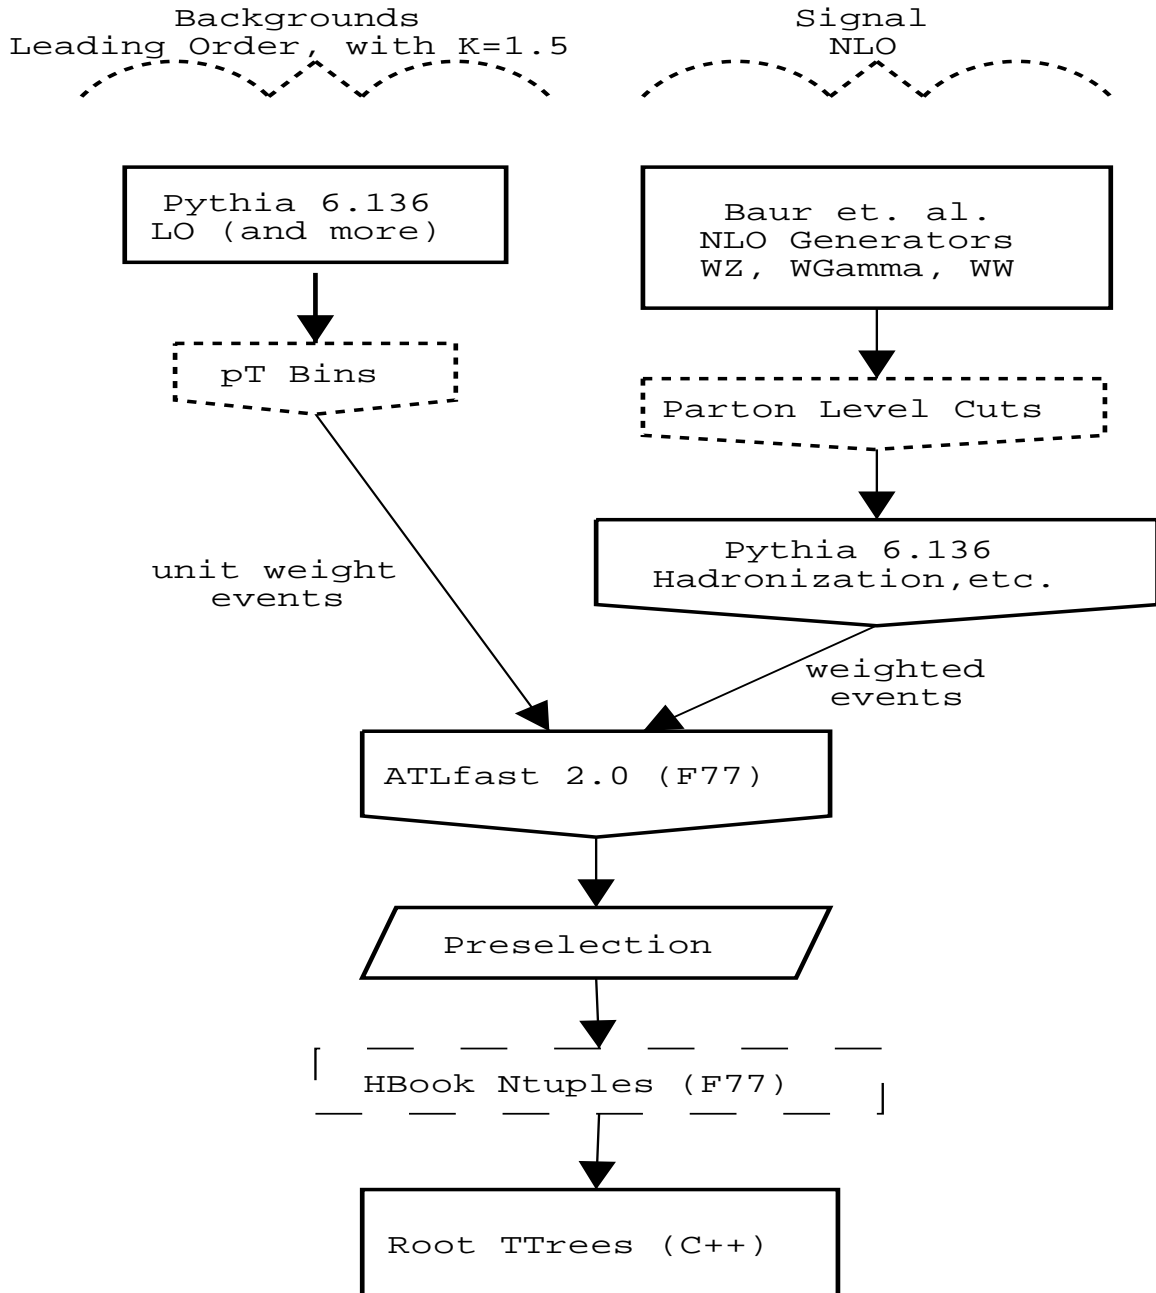 Backgrounds
Leading Order, with K=1.5
Signal
NLO
Pythia 6.136
LO (and more)
Baur et. al.
NLO Generators
WZ, WGamma, WW
pT Bins
Parton Level Cuts
Pythia 6.136
Hadronization,etc.
unit weight
events
weighted
events
ATLfast 2.0 (F77)
Preselection
HBook Ntuples (F77)
Root TTrees (C++)